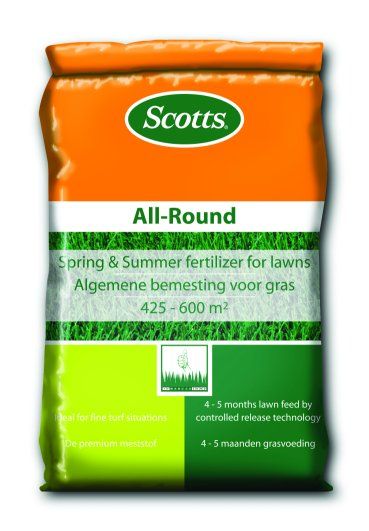 Scotts®
All-Round
Spring & Summer fertilizer for lawns
Algemene bemesting voor gras
425 - 600 m²
Ideal for fine turf situations
De premium meststof
4 - 5 months lawn feed by
controlled release technology
4 - 5 maanden grasvoeding